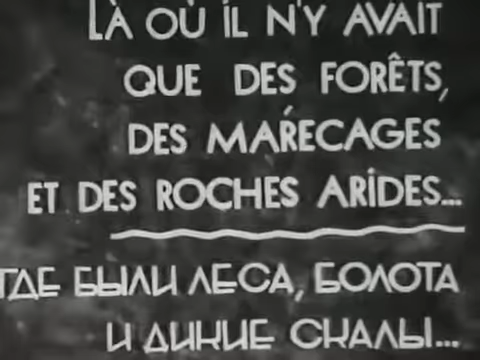 LÀ OÙ IL N'Y AVAIT
QUE DES FORÊTS,
DES MARÉCAGES
ET DES ROCHES ARIDES...
ГДЕ БЫЛИ ЛЕСА, БОЛОТА
И ДИКИЕ СКАЛЫ...